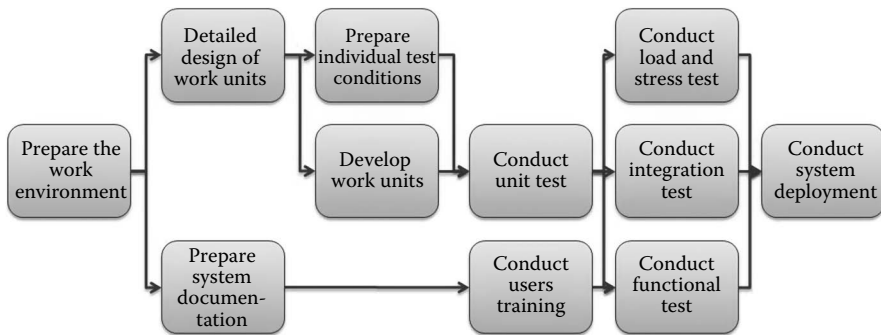 Prepare the
work
environment
Detailed
design of
work units
Prepare
system
documen-
tation
Prepare
individual test
conditions
Develop
work units
Conduct
unit test
Conduct
users
training
Conduct
load and
stress test
Conduct
integration
test
Conduct
functional
test
Conduct
system
deployment